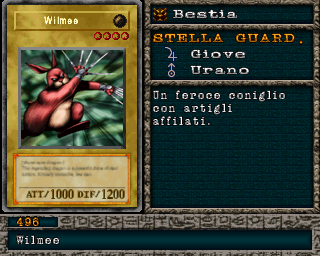 Wilmee
ATT/1000 DIF/1200
Bestia
STELLA GUARD.
Giove
Urano
Un feroce coniglio
con artigli
affilati.
496
Wilmee